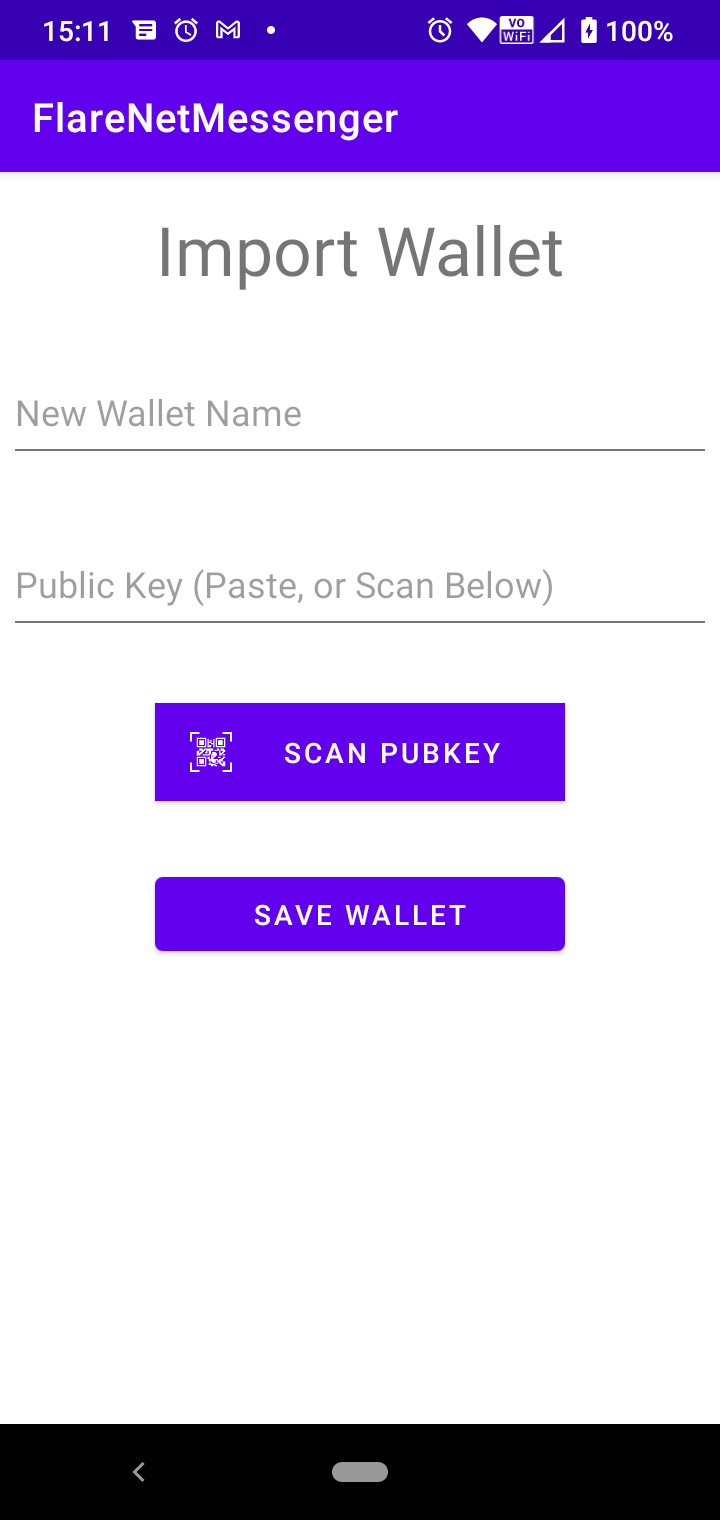 15:11 VO WiFi 100%
FlareNetMessenger
Import Wallet
New Wallet Name
Public Key (Paste, or Scan Below)
SCAN PUBKEY
SAVE WALLET